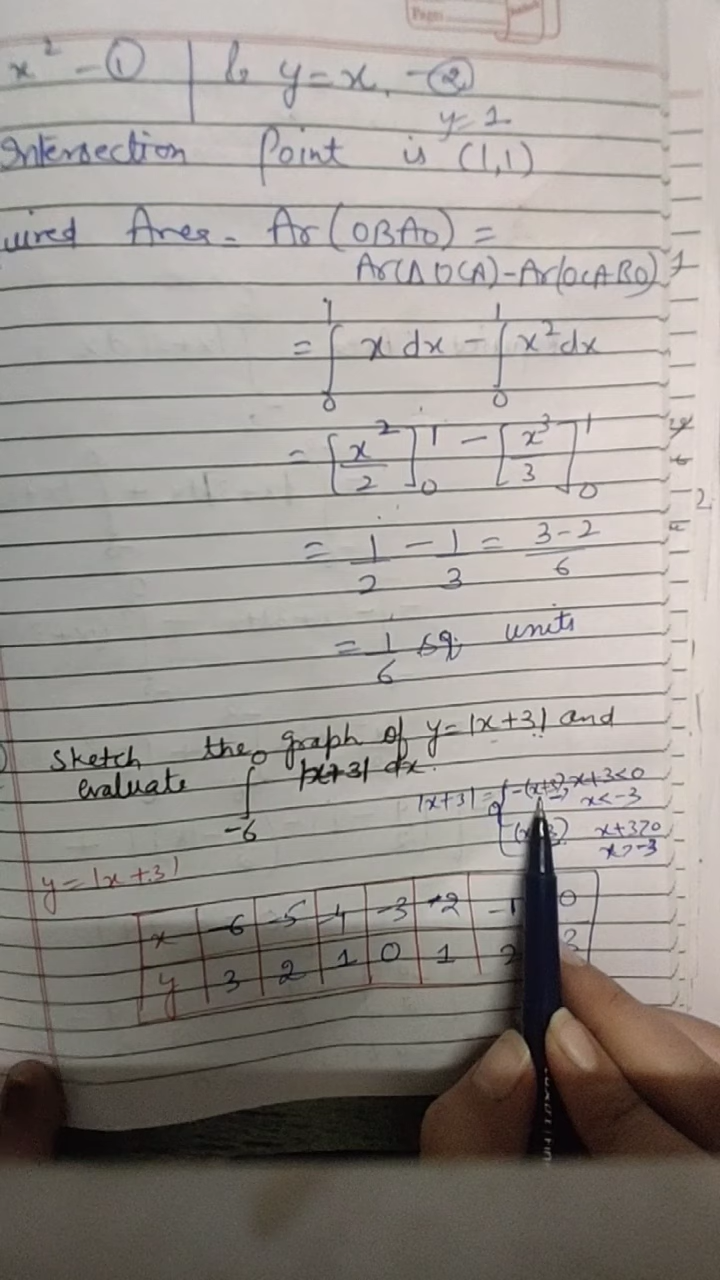 x² - ① | & y = x - ②
y = 1
Intersection Point is (1,1)
Area = Ar(OBAO) =
Ar(ΔOCA) - Ar(OCABO)
= ∫₀¹ x dx - ∫₀¹ x² dx
= [x²/2]₀¹ - [x³/3]₀¹
= 1/2 - 1/3 = 3-2/6
= 1/6 sq units
Sketch the graph of y = |x+3| and
evaluate ∫₋₆⁰ |x+3| dx.
|x+3| = { -(x+3), x+3<0
x<-3
x+3≥0
x≥-3
y = |x+3|
x -6 -5 -4 -3 -2 -1 0
y 3 2 1 0 1 2 3